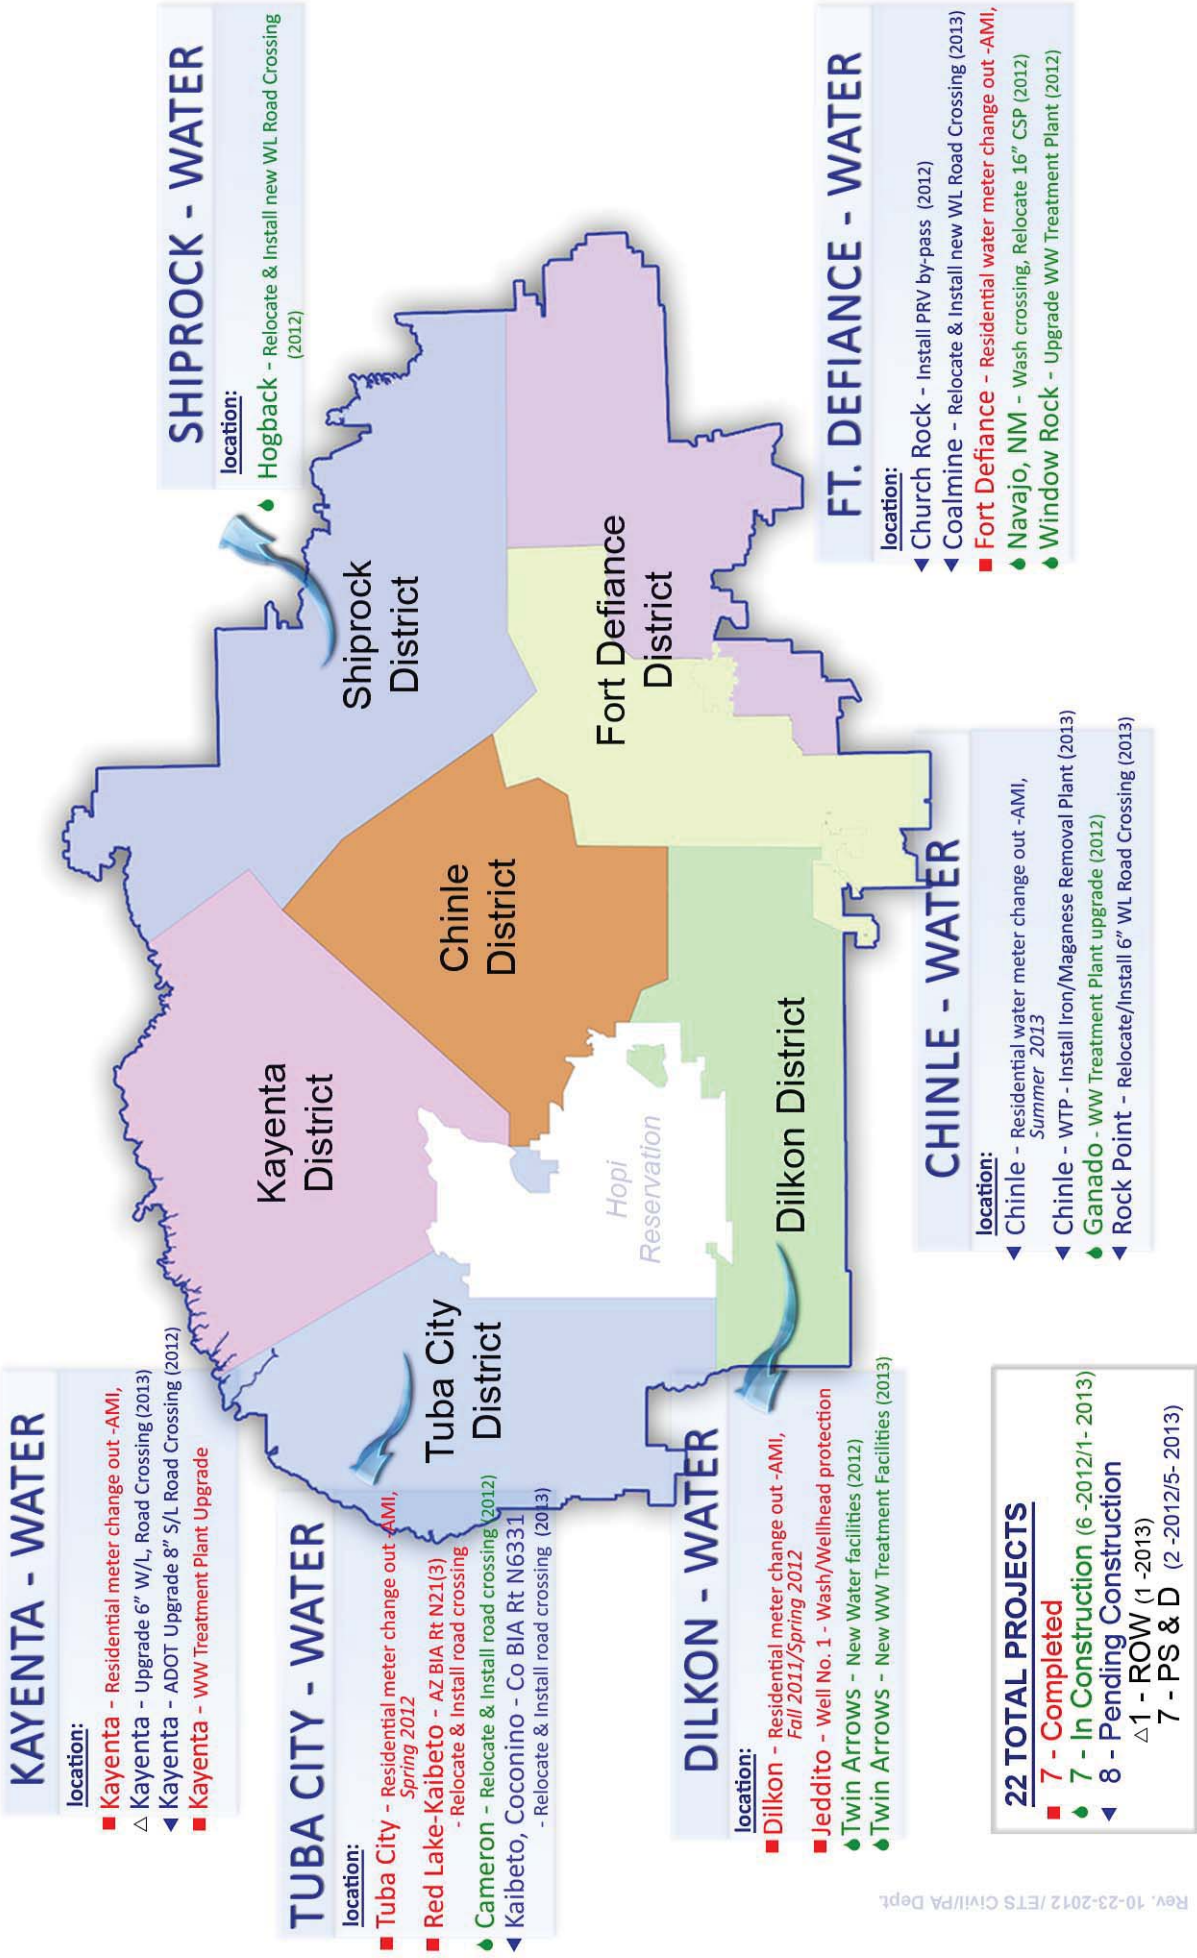 KAYENTA - WATER
location:
■ Kayenta - Residential meter change out -AMI,
△ Kayenta - Upgrade 6” W/L, Road Crossing (2013)
◀ Kayenta - ADOT Upgrade 8” S/L Road Crossing (2012)
■ Kayenta - WW Treatment Plant Upgrade
TUBA CITY - WATER
location:
■ Tuba City - Residential meter change out -AMI,
Spring 2012
■ Red Lake-Kaibeto - AZ BIA Rt N21(3)
- Relocate & Install road crossing
Cameron - Relocate & Install road crossing (2012)
◀ Kaibeto, Coconino - Co BIA Rt N6331
- Relocate & Install road crossing (2013)
DILKON - WATER
location:
■ Dilkon - Residential meter change out -AMI,
Fall 2011/Spring 2012
■ Jeddito - Well No. 1 - Wash/Wellhead protection
Twin Arrows - New Water facilities (2012)
Twin Arrows - New WW Treatment Facilities (2013)
22 TOTAL PROJECTS
■ 7 - Completed
7 - In Construction (6 -2012/1- 2013)
◀ 8 - Pending Construction
△ 1 - ROW (1 -2013)
7 - PS & D (2 -2012/5- 2013)
Kayenta
District
Tuba City
District
Hopi
Reservation
Dilkon District
Chinle
District
Shiprock
District
Fort Defiance
District
CHINLE - WATER
location:
◀ Chinle - Residential water meter change out -AMI,
Summer 2013
◀ Chinle - WTP - Install Iron/Maganese Removal Plant (2013)
Ganado - WW Treatment Plant upgrade (2012)
◀ Rock Point - Relocate/Install 6” WL Road Crossing (2013)
SHIPROCK - WATER
location:
Hogback - Relocate & Install new WL Road Crossing
(2012)
FT. DEFIANCE - WATER
location:
◀ Church Rock - Install PRV by-pass (2012)
◀ Coalmine - Relocate & Install new WL Road Crossing (2013)
■ Fort Defiance - Residential water meter change out -AMI,
Navajo, NM - Wash crossing, Relocate 16” CSP (2012)
Window Rock - Upgrade WW Treatment Plant (2012)
Rev. 10-23-2012 /ETS Civil/PA Dept.